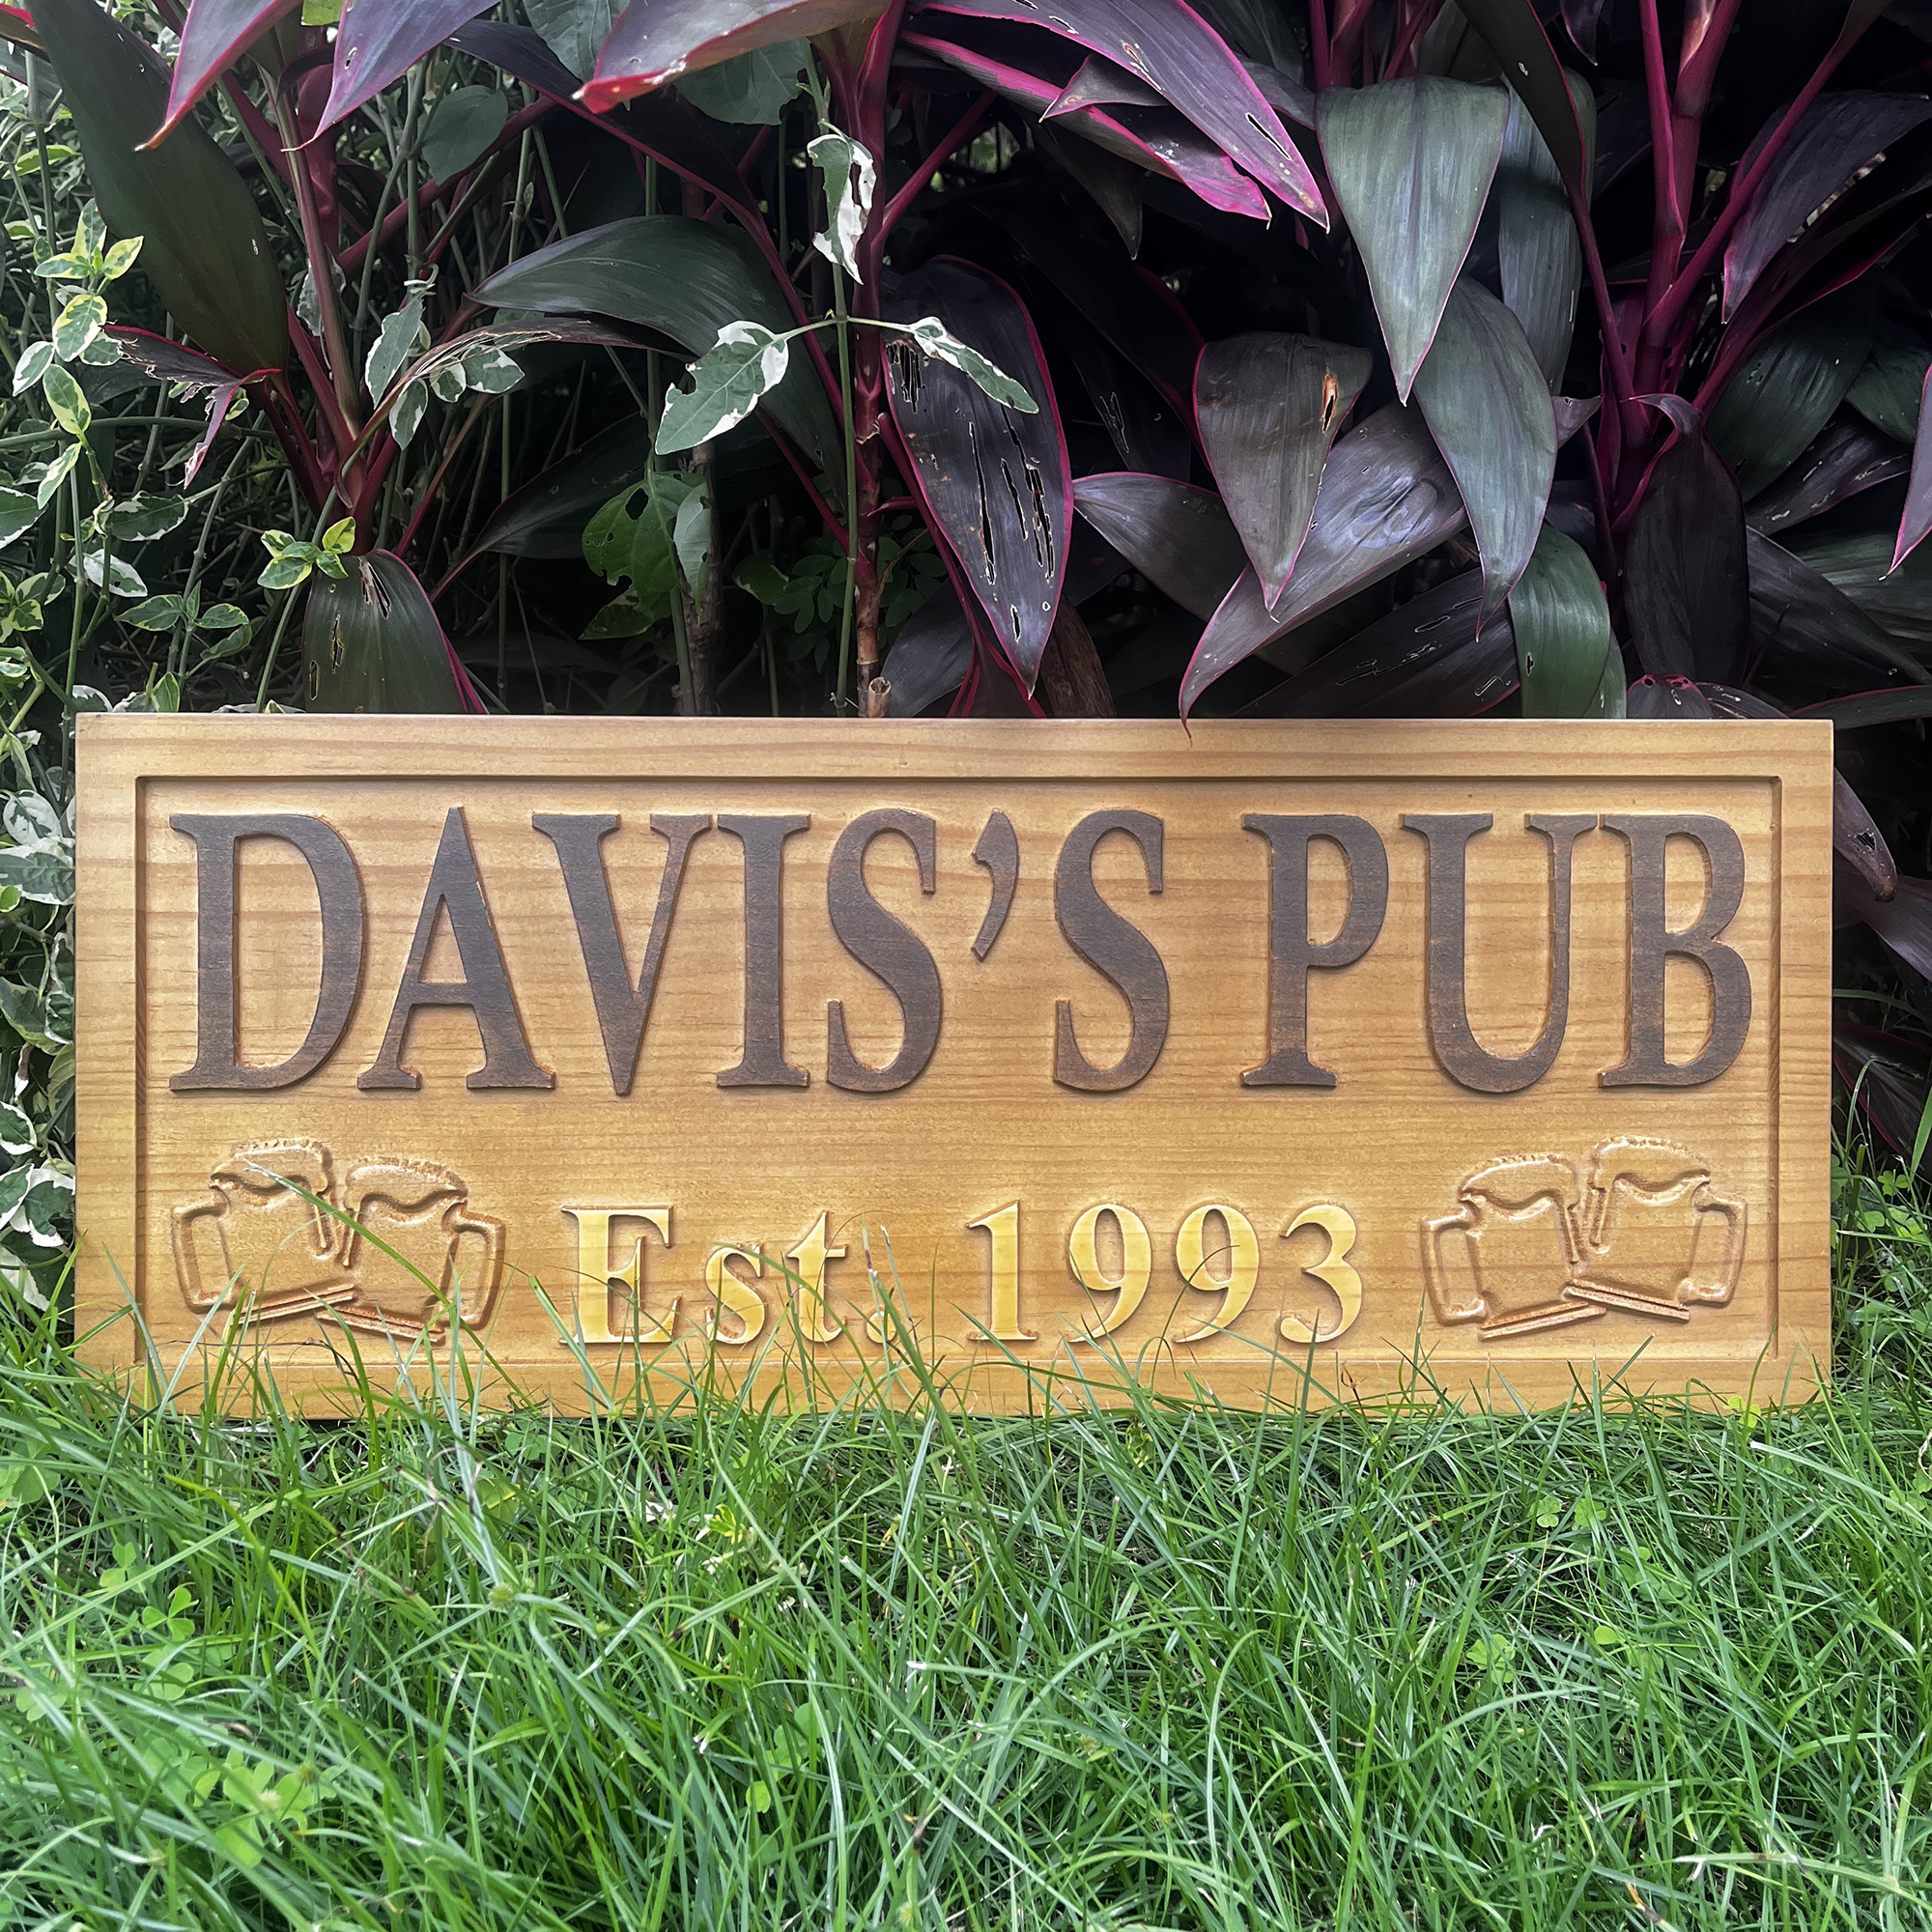 DAVIS’S PUB
Est. 1993